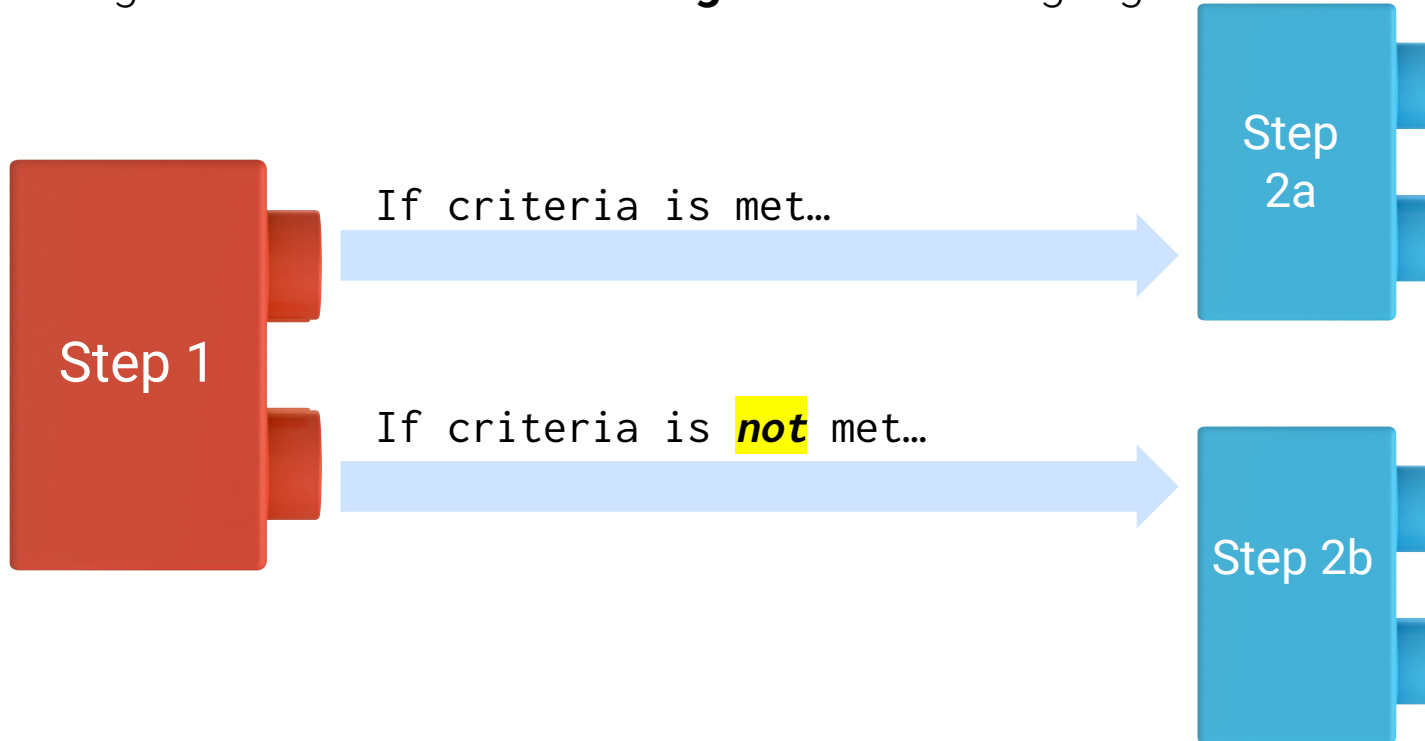 If criteria is met…
Step
2a
Step 1
If criteria is not met…
Step 2b